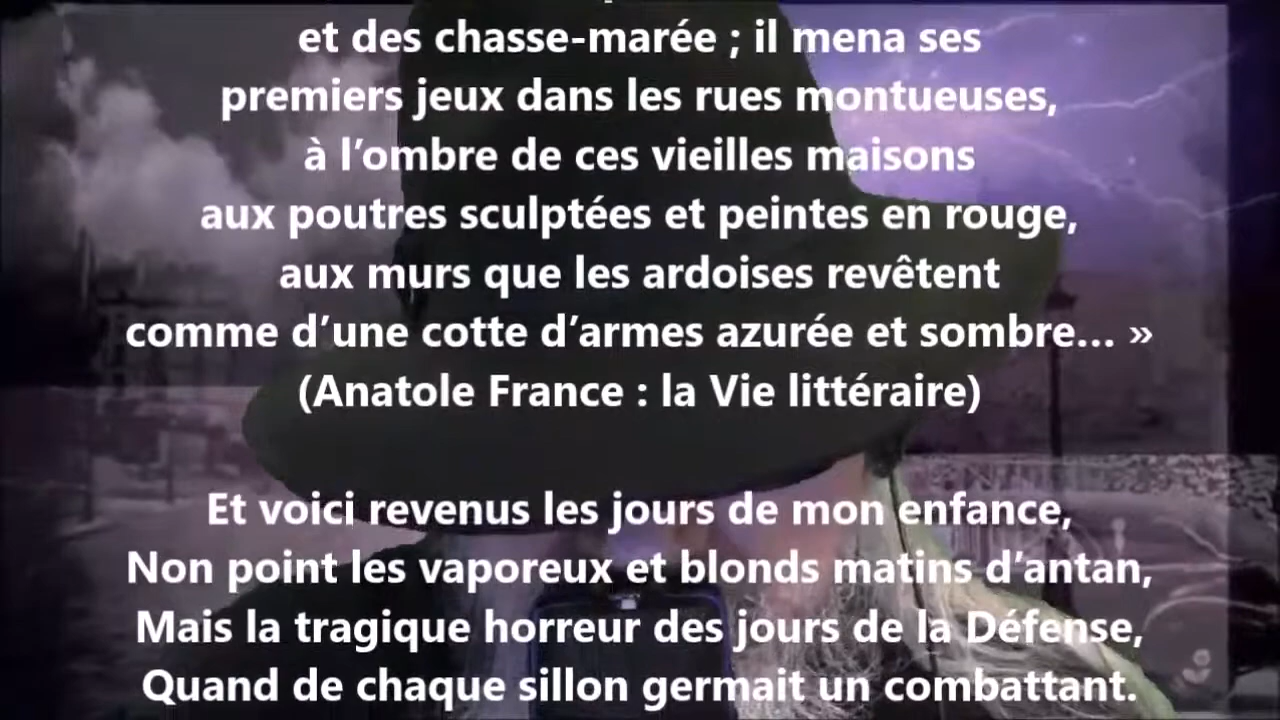 et des chasse-marée ; il mena ses
premiers jeux dans les rues montueuses,
à l’ombre de ces vieilles maisons
aux poutres sculptées et peintes en rouge,
aux murs que les ardoises revêtent
comme d’une cotte d’armes azurée et sombre... »
(Anatole France : la Vie littéraire)
Et voici revenus les jours de mon enfance,
Non point les vaporeux et blonds matins d’antan,
Mais la tragique horreur des jours de la Défense,
Quand de chaque sillon germait un combattant.